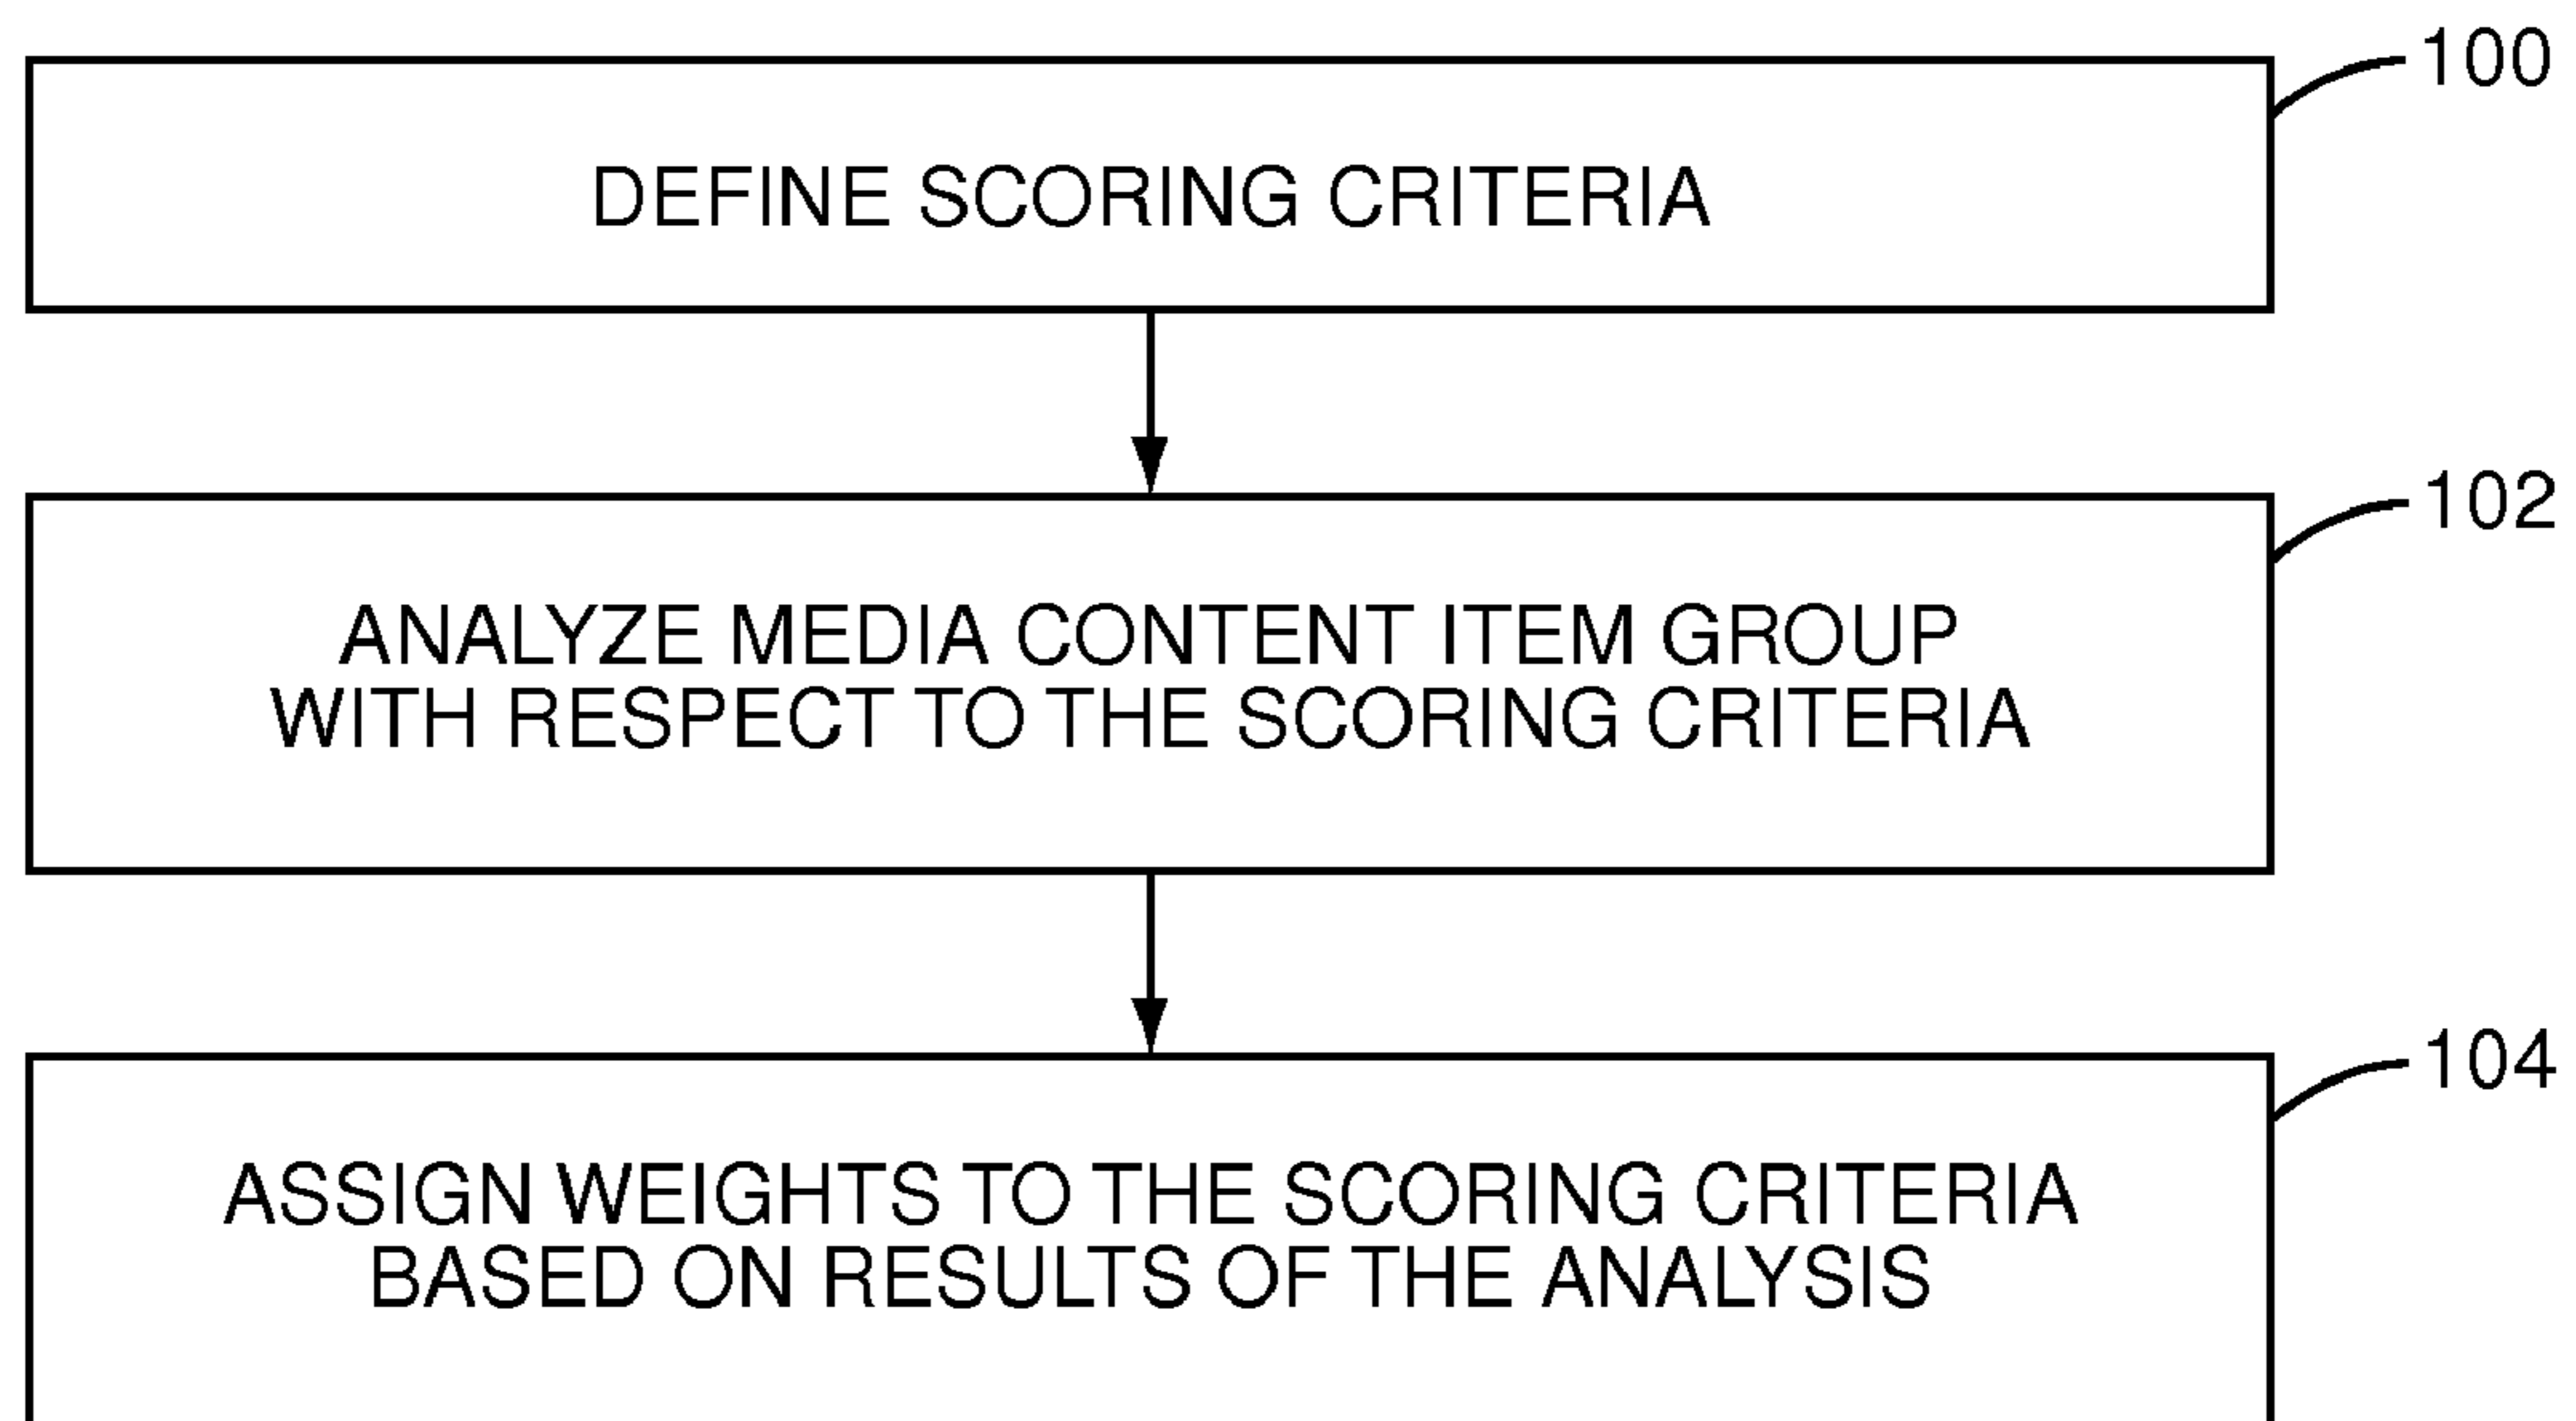 100
DEFINE SCORING CRITERIA
102
ANALYZE MEDIA CONTENT ITEM GROUP
WITH RESPECT TO THE SCORING CRITERIA
104
ASSIGN WEIGHTS TO THE SCORING CRITERIA
BASED ON RESULTS OF THE ANALYSIS